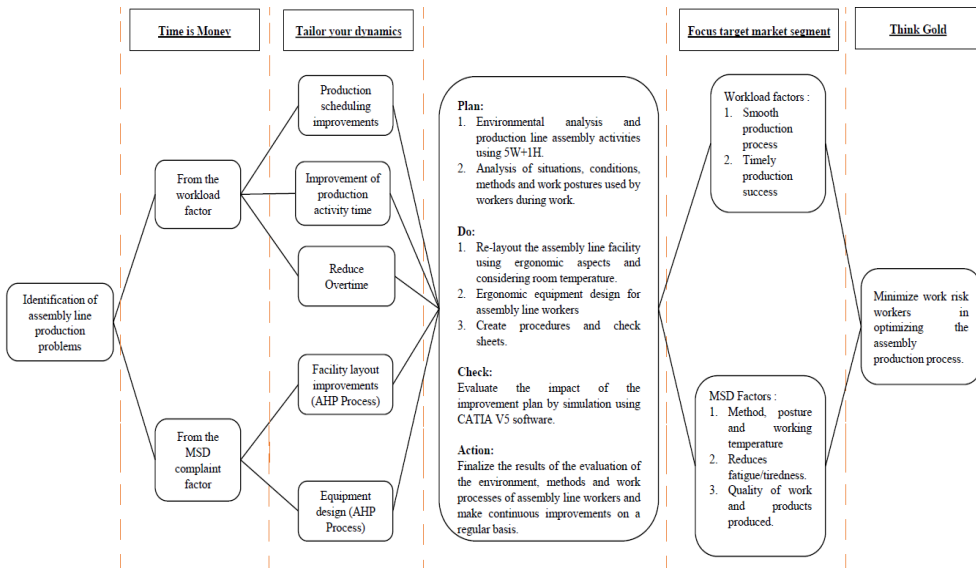 Time is Money
Tailor your dynamics
Focus target market segment
Think Gold
Identification of
assembly line
production
problems
From the
workload
factor
From the
MSD
complaint
factor
Production
scheduling
improvements
Improvement of
production
activity time
Reduce
Overtime
Facility layout
improvements
(AHP Process)
Equipment
design (AHP
Process)
Plan:
1. Environmental analysis and
production line assembly activities
using 5W+1H.
2. Analysis of situations, conditions,
methods and work postures used by
workers during work.
Do:
1. Re-layout the assembly line facility
using ergonomic aspects and
considering room temperature.
2. Ergonomic equipment design for
assembly line workers
3. Create procedures and check
sheets.
Check:
Evaluate the impact of the
improvement plan by simulation using
CATIA V5 software.
Action:
Finalize the results of the evaluation of
the environment, methods and work
processes of assembly line workers and
make continuous improvements on a
regular basis.
Workload factors :
1. Smooth
production
process
2. Timely
production
success
MSD Factors :
1. Method, posture
and working
temperature
2. Reduces
fatigue/tiredness.
3. Quality of work
and products
produced.
Minimize work risk
workers in
optimizing the
assembly
production process.